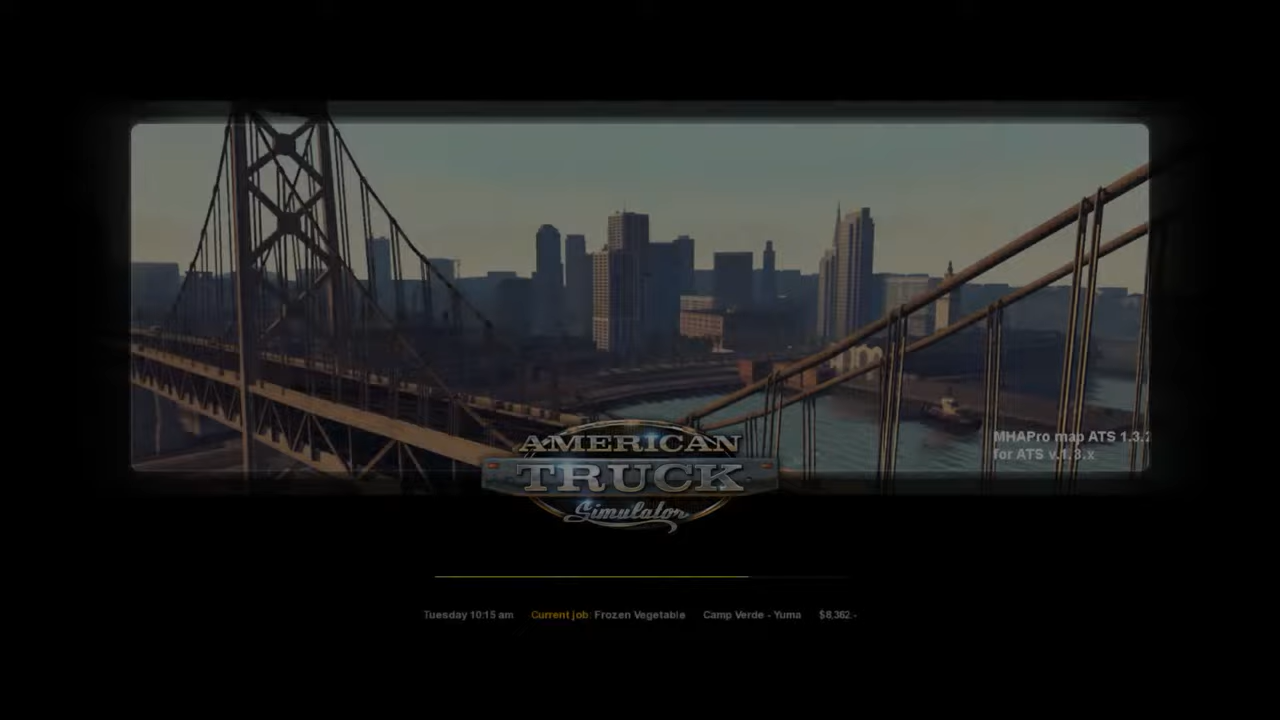 MHAPro map ATS 1.3.2
for ATS v.1.3.x
AMERICAN
TRUCK
Simulator
Tuesday 10:15 am Current job: Frozen Vegetable Camp Verde - Yuma $8,362.-